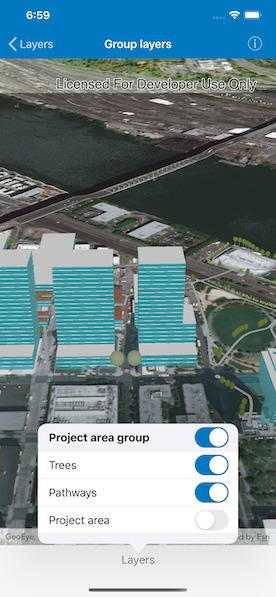 6:59
Layers
Group layers
Licensed For Developer Use Only
Project area group
Trees
Pathways
Project area
GeoEye,
d by Esri
Layers